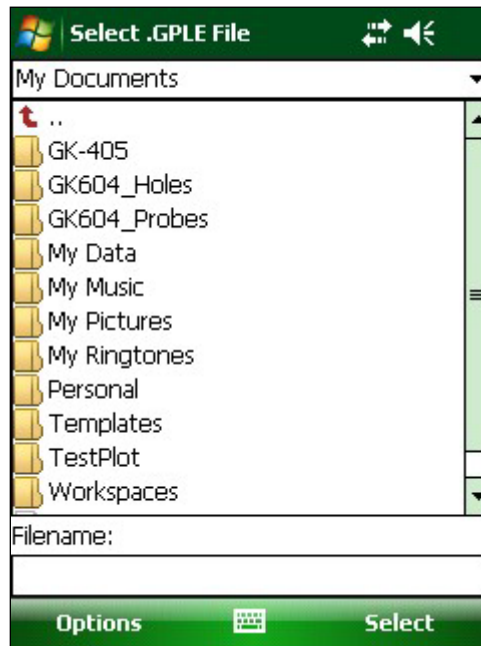 Select .GPLE File
My Documents
..
GK-405
GK604_Holes
GK604_Probes
My Data
My Music
My Pictures
My Ringtones
Personal
Templates
TestPlot
Workspaces
Filename:
Options Select